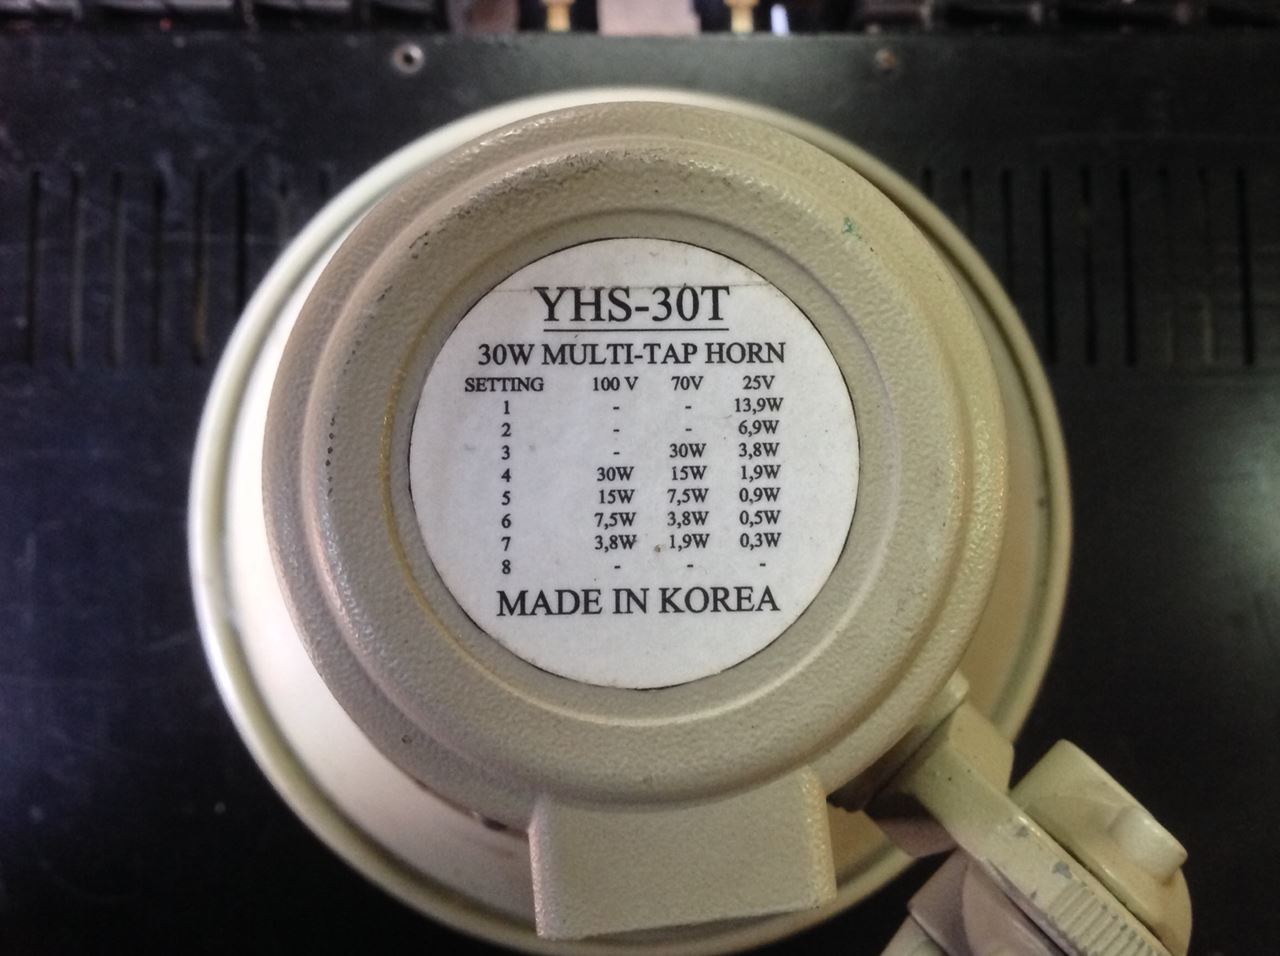 YHS-30T
30W MULTI-TAP HORN
SETTING 100 V 70V 25V
1 - - 13,9W
2 - - 6,9W
3 - 30W 3,8W
4 30W 15W 1,9W
5 15W 7,5W 0,9W
6 7,5W 3,8W 0,5W
7 3,8W 1,9W 0,3W
8 - - -
MADE IN KOREA